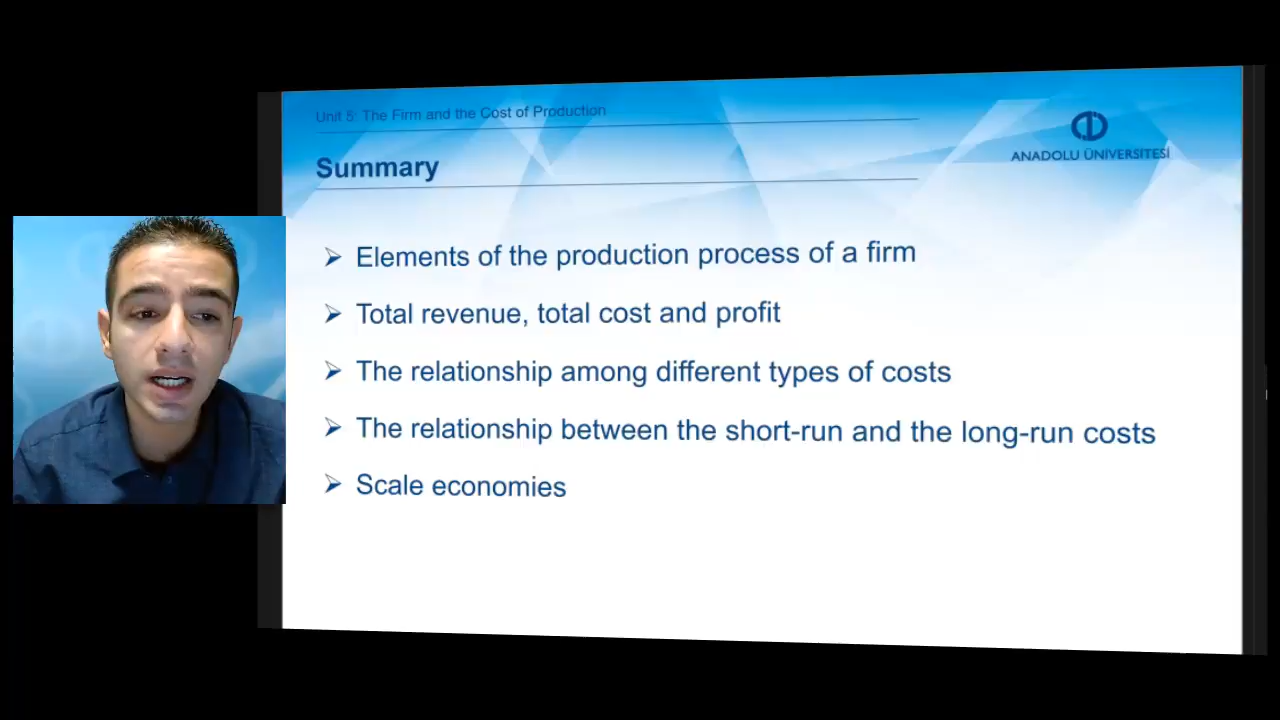 Unit 5: The Firm and the Cost of Production
Summary
ANADOLU ÜNİVERSİTESİ
Elements of the production process of a firm
Total revenue, total cost and profit
The relationship among different types of costs
The relationship between the short-run and the long-run costs
Scale economies